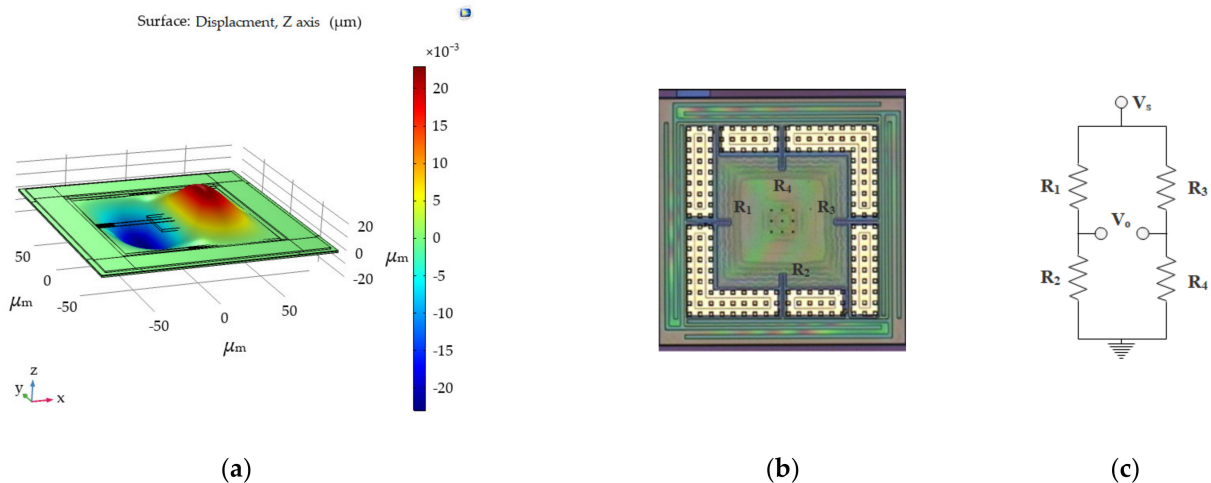 Surface: Displacment, Z axis (μm)
×10⁻³
20
15
10
5
0
-5
-10
-15
-20
20
0
-20
μm
50
0
-50
μm
-50
0
50
μm
z
y
x
R4
R1
R3
R2
Vs
R1
R3
Vo
R2
R4
(a)
(b)
(c)